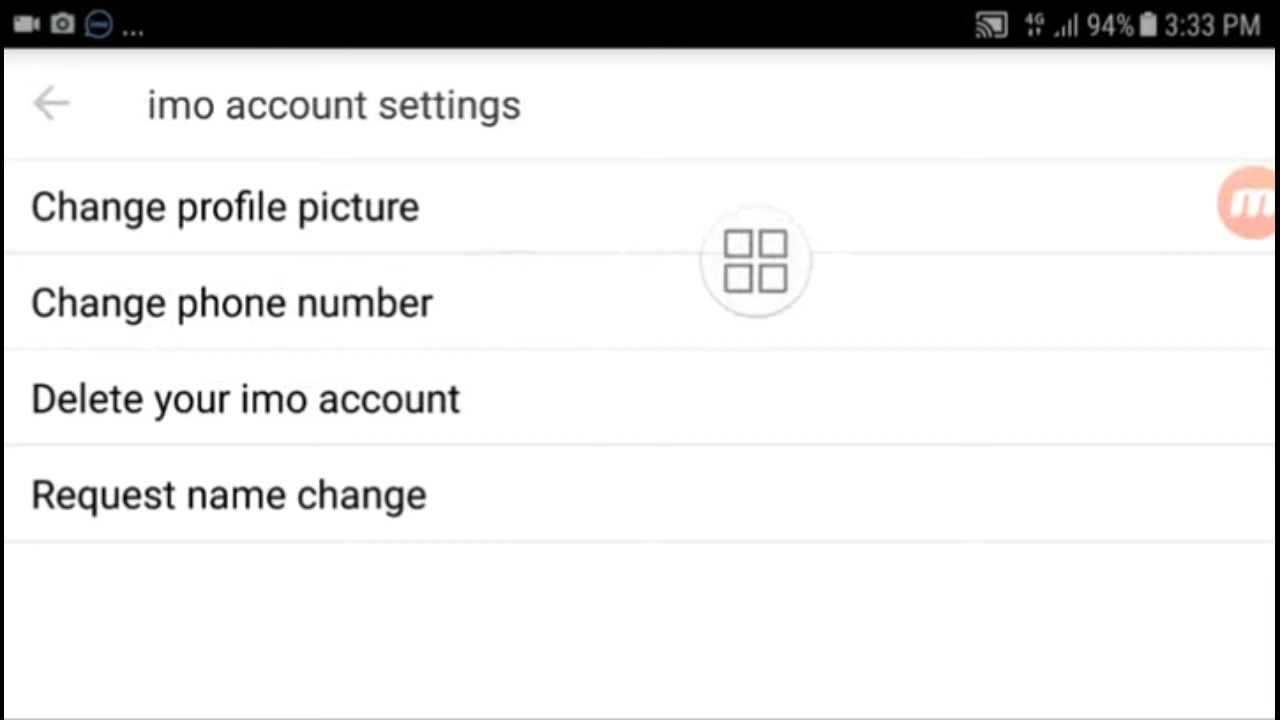 ... 4G 94% 3:33 PM
imo account settings
Change profile picture
Change phone number
Delete your imo account
Request name change